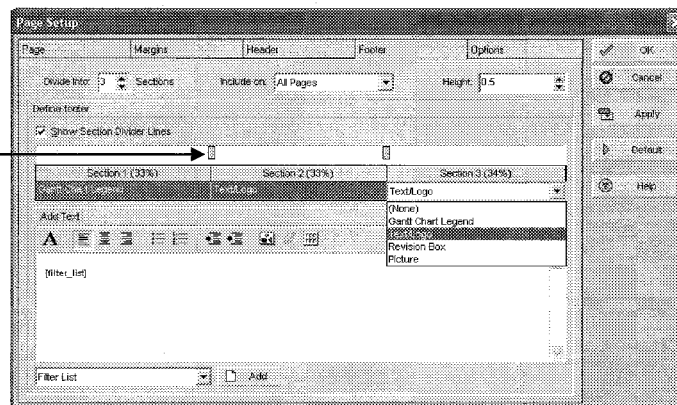 Page Setup
Page Margins Header Footer Options
Divide Into: 3 Sections Include on: All Pages Height: 0.5
Define footer
Show Section Divider Lines
Section 1 (33%) Section 2 (33%) Section 3 (34%)
Gantt Chart Legend Text/Logo Text/Logo
(None)
Gantt Chart Legend
Text/Logo
Revision Box
Picture
Add Text
A
[filter_list]
Filter List Add
OK
Cancel
Apply
Default
Help